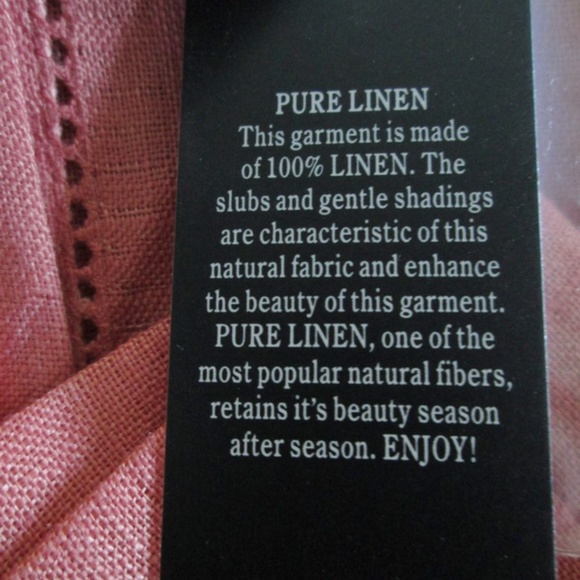 PURE LINEN
This garment is made
of 100% LINEN. The
slubs and gentle shadings
are characteristic of this
natural fabric and enhance
the beauty of this garment.
PURE LINEN, one of the
most popular natural fibers,
retains it's beauty season
after season. ENJOY!